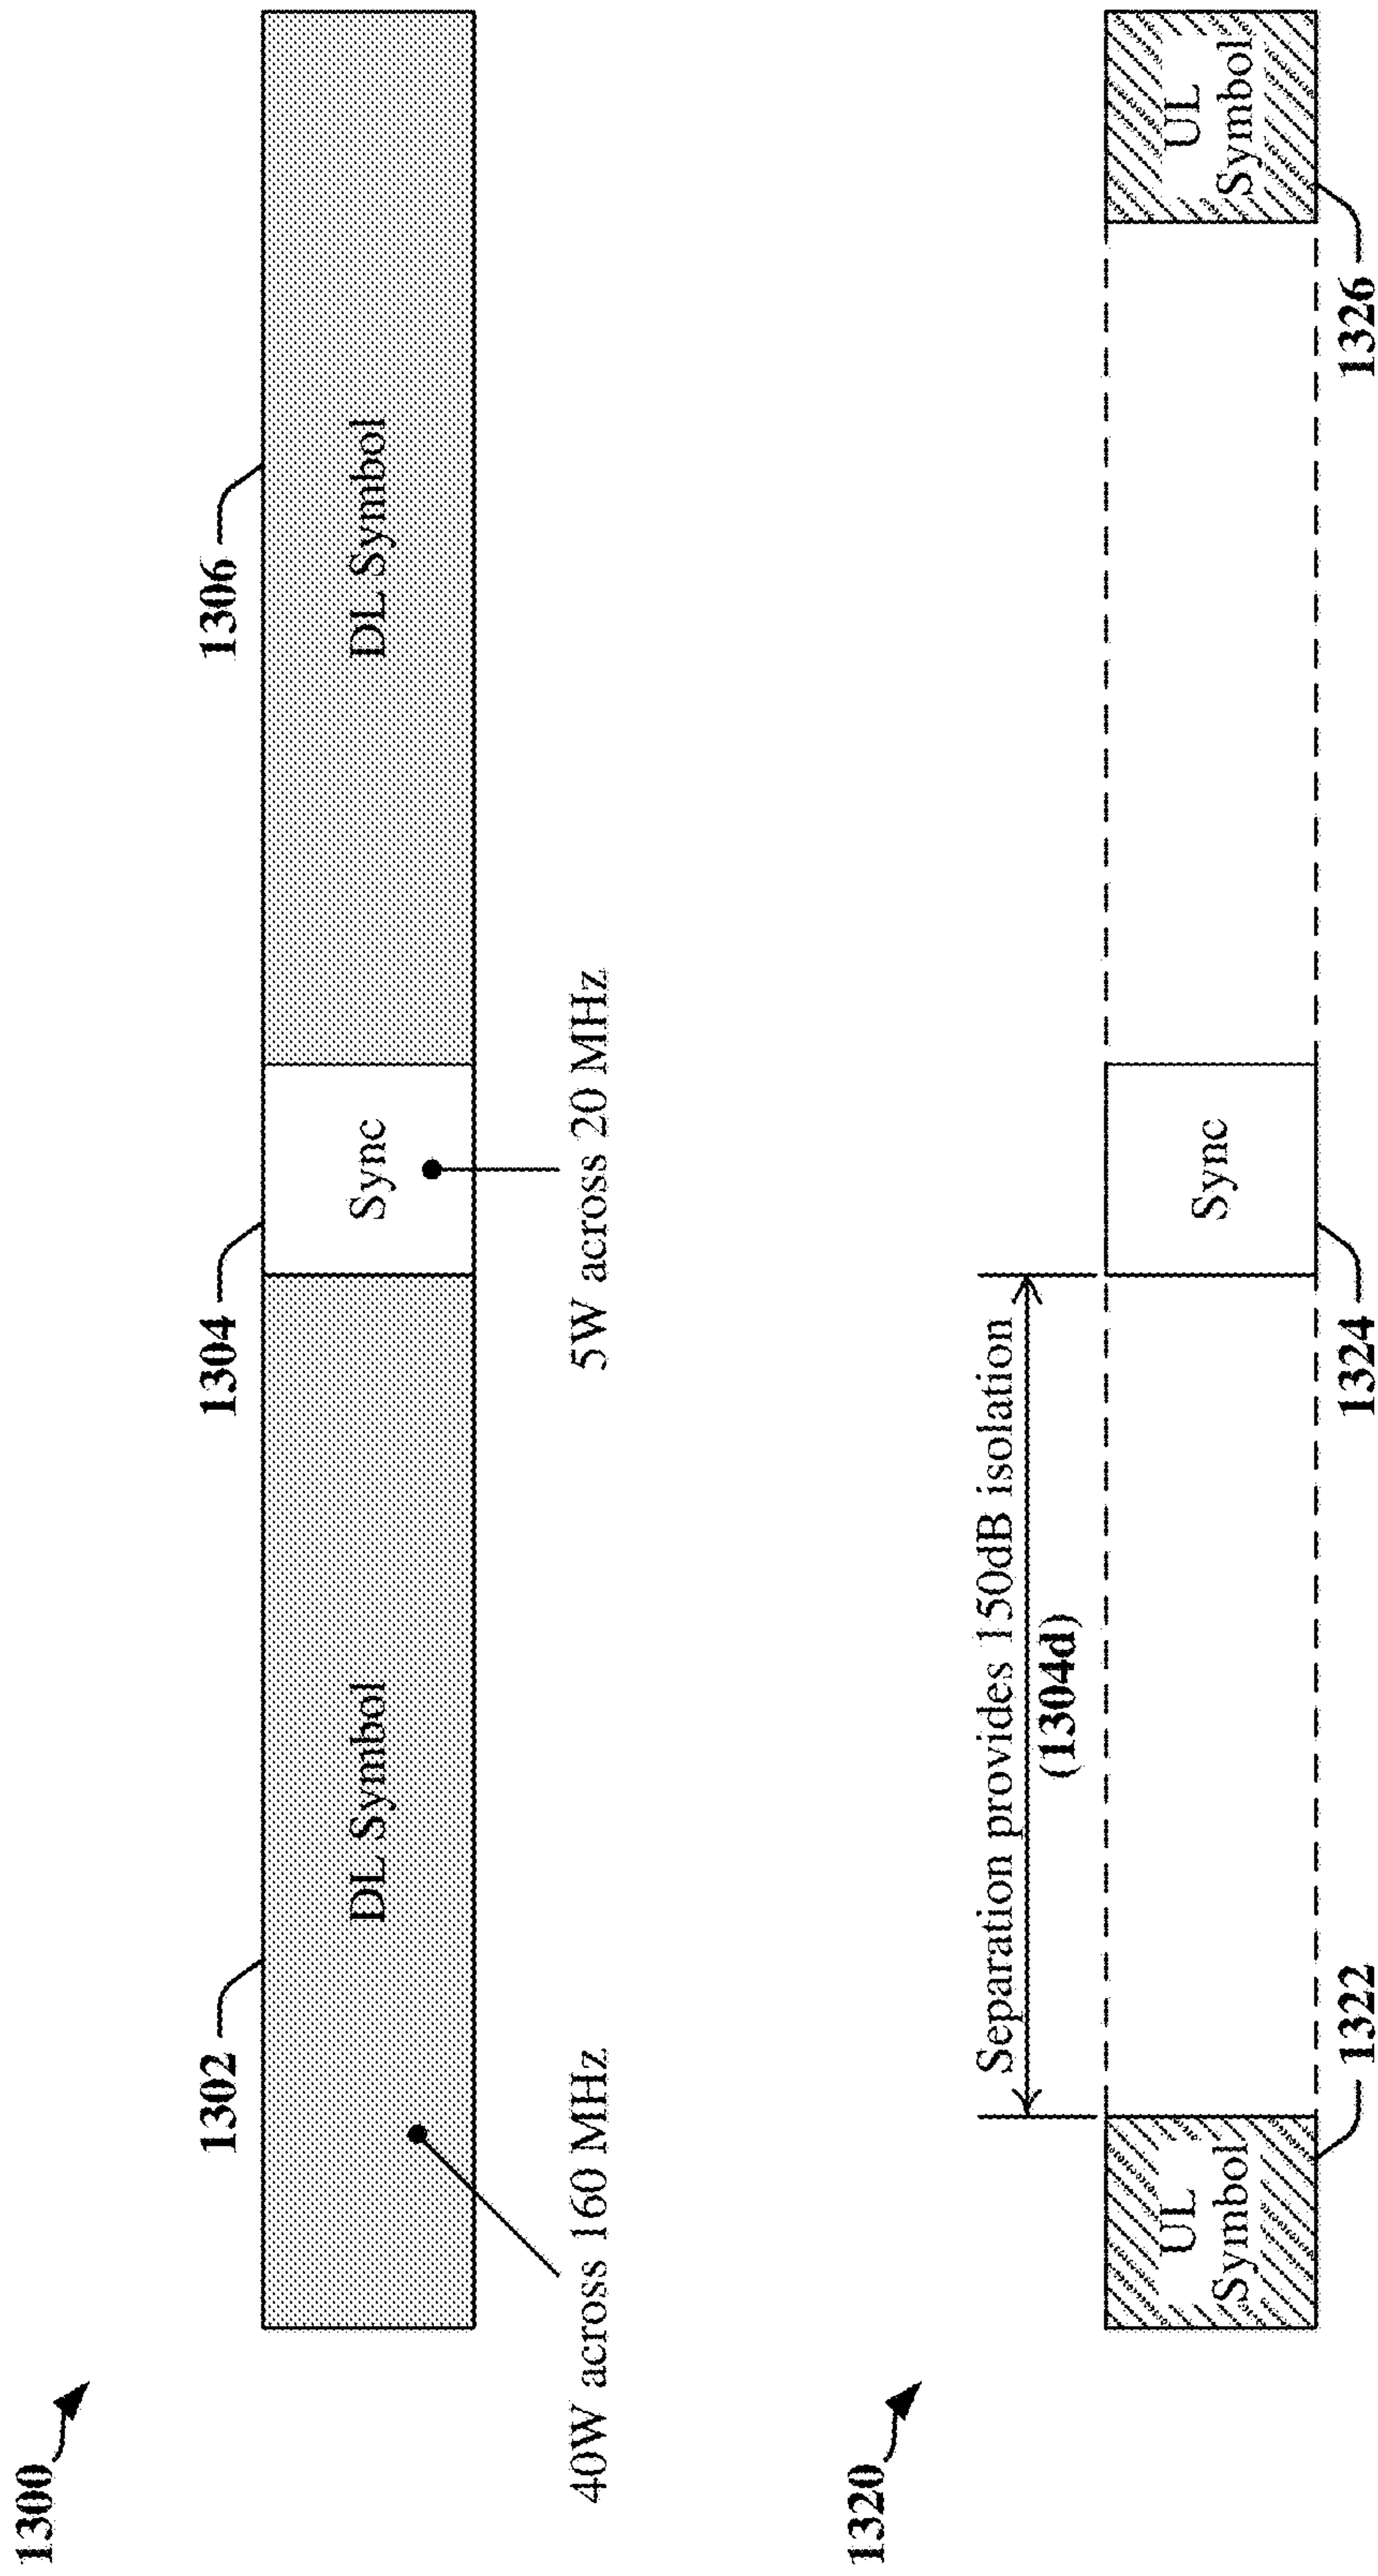 1300
1302
1304
1306
DL Symbol
Sync
DL Symbol
40W across 160 MHz
5W across 20 MHz
1320
Separation provides 150dB isolation
(1304d)
UL
Symbol
Sync
UL
Symbol
1322
1324
1326